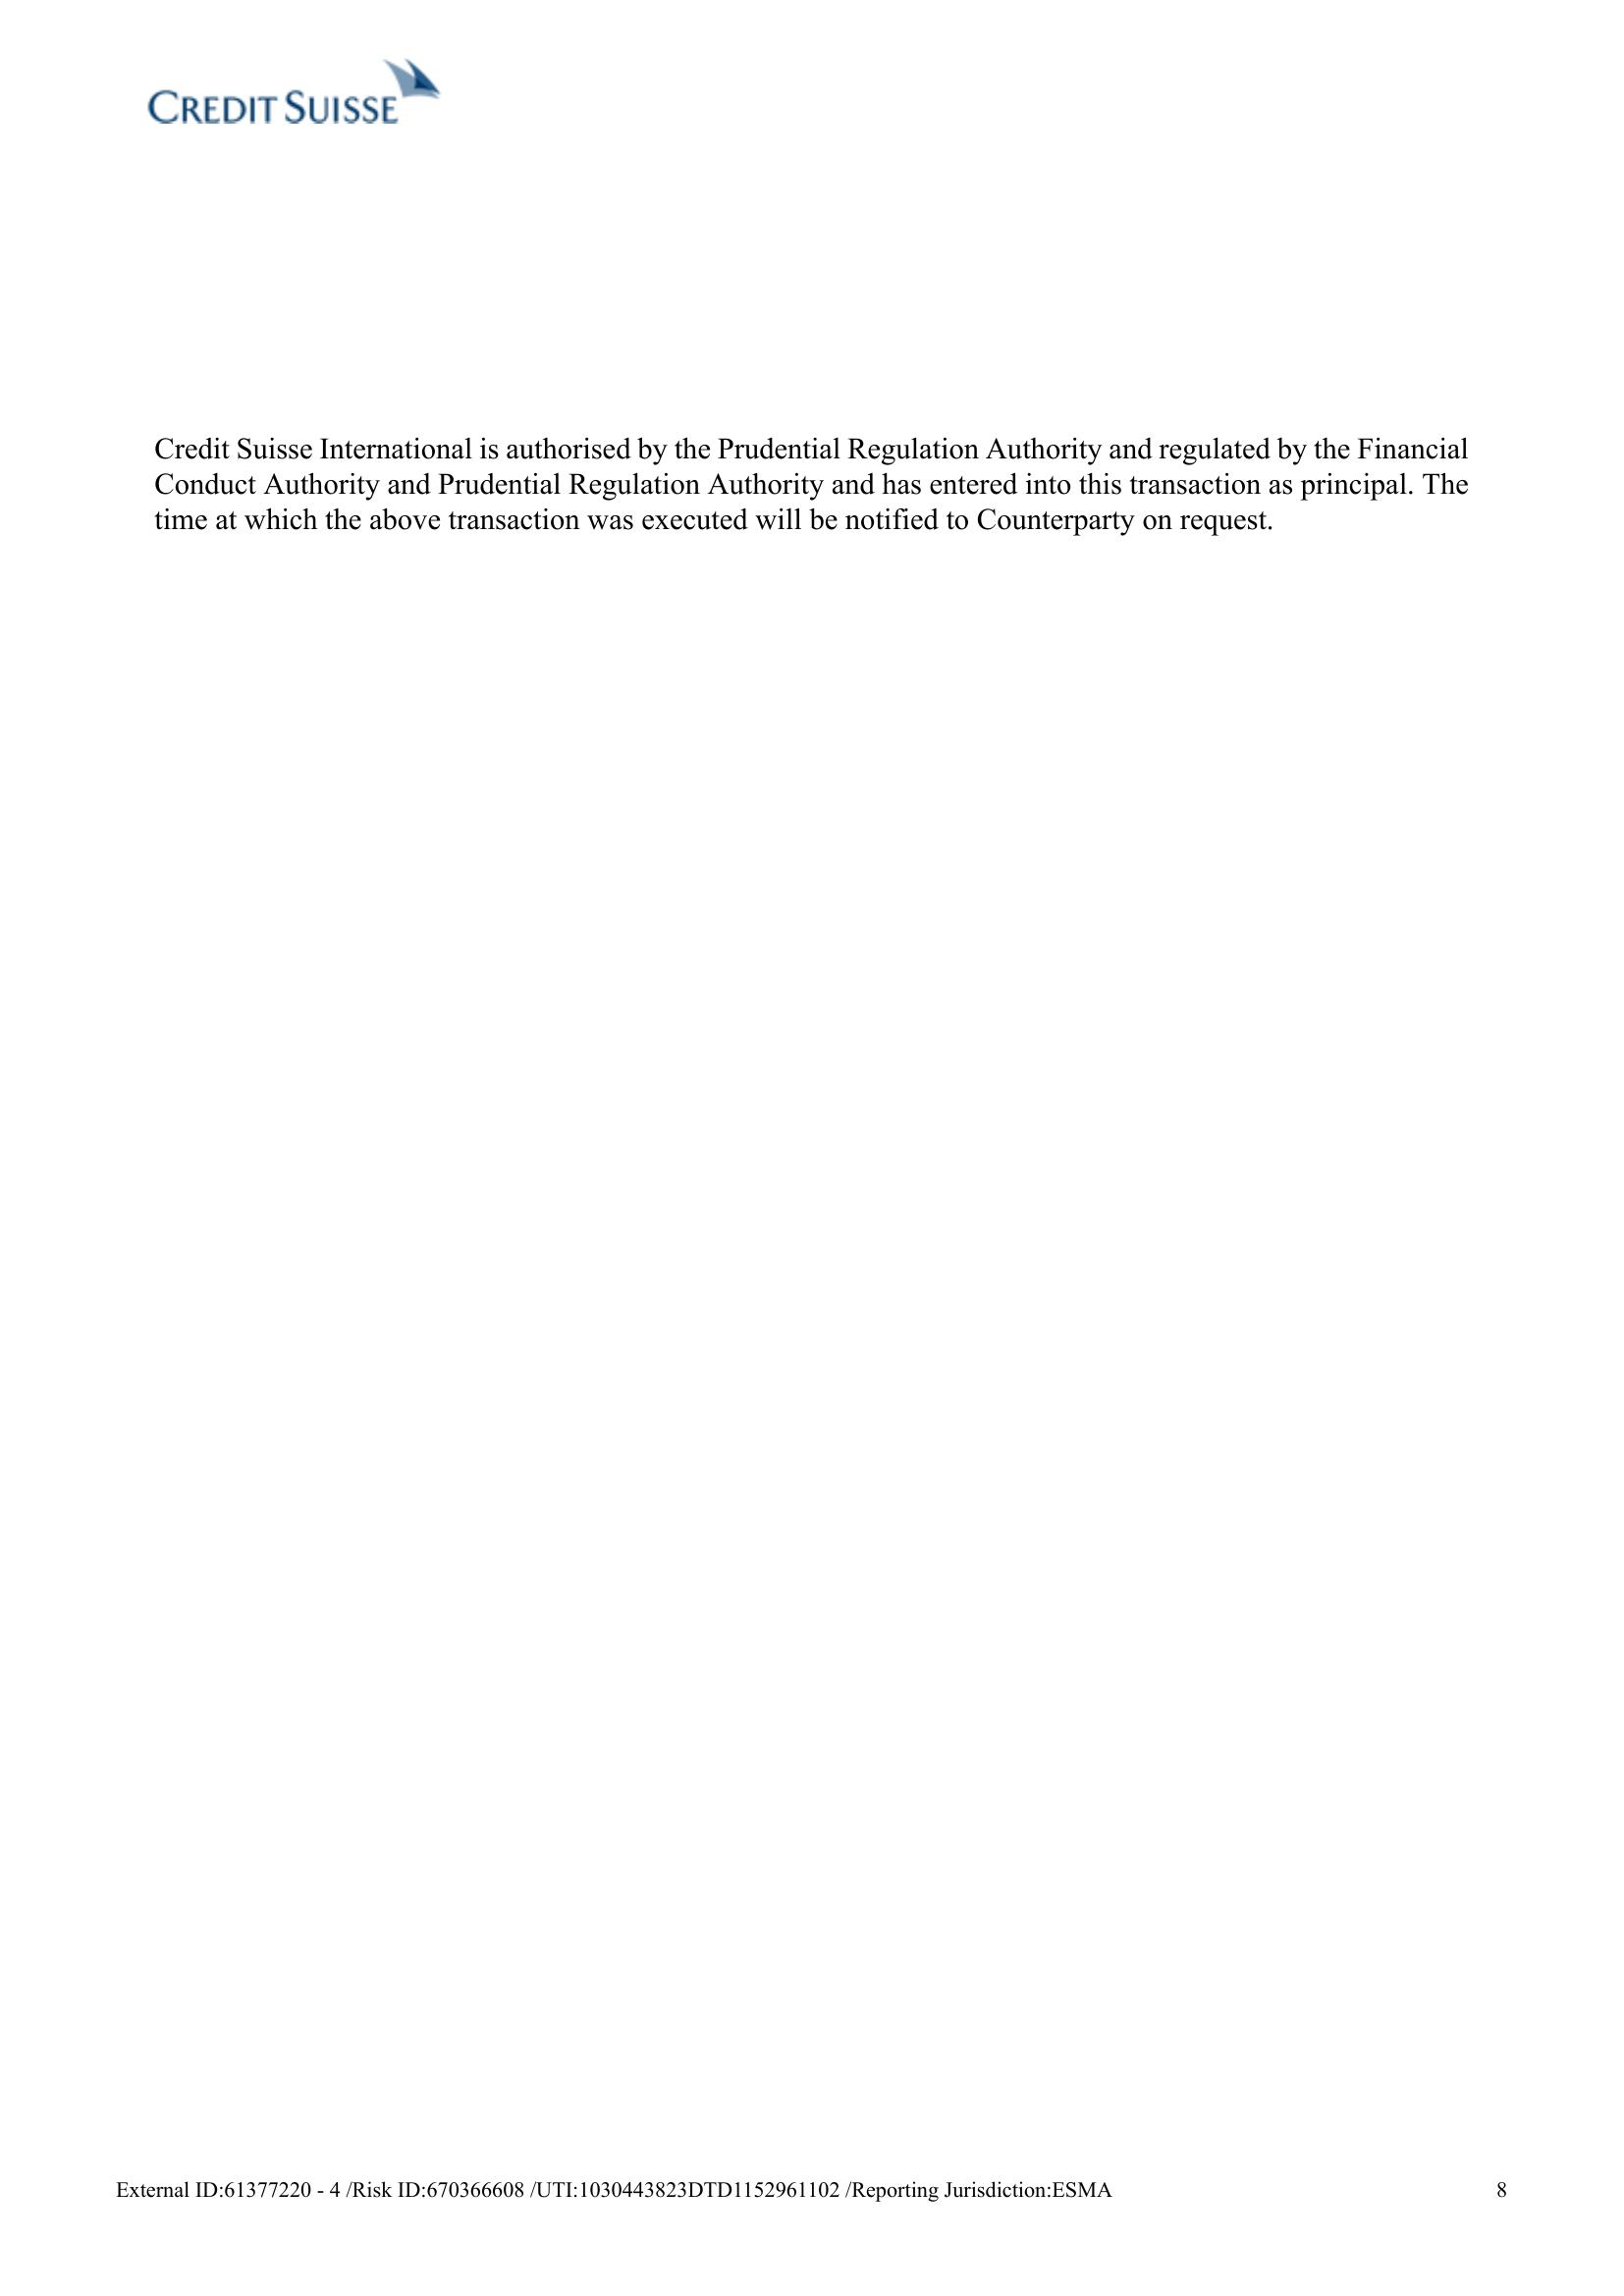 CREDIT SUISSE
Credit Suisse International is authorised by the Prudential Regulation Authority and regulated by the Financial
Conduct Authority and Prudential Regulation Authority and has entered into this transaction as principal. The
time at which the above transaction was executed will be notified to Counterparty on request.
External ID:61377220 - 4 /Risk ID:670366608 /UTI:1030443823DTD1152961102 /Reporting Jurisdiction:ESMA 8